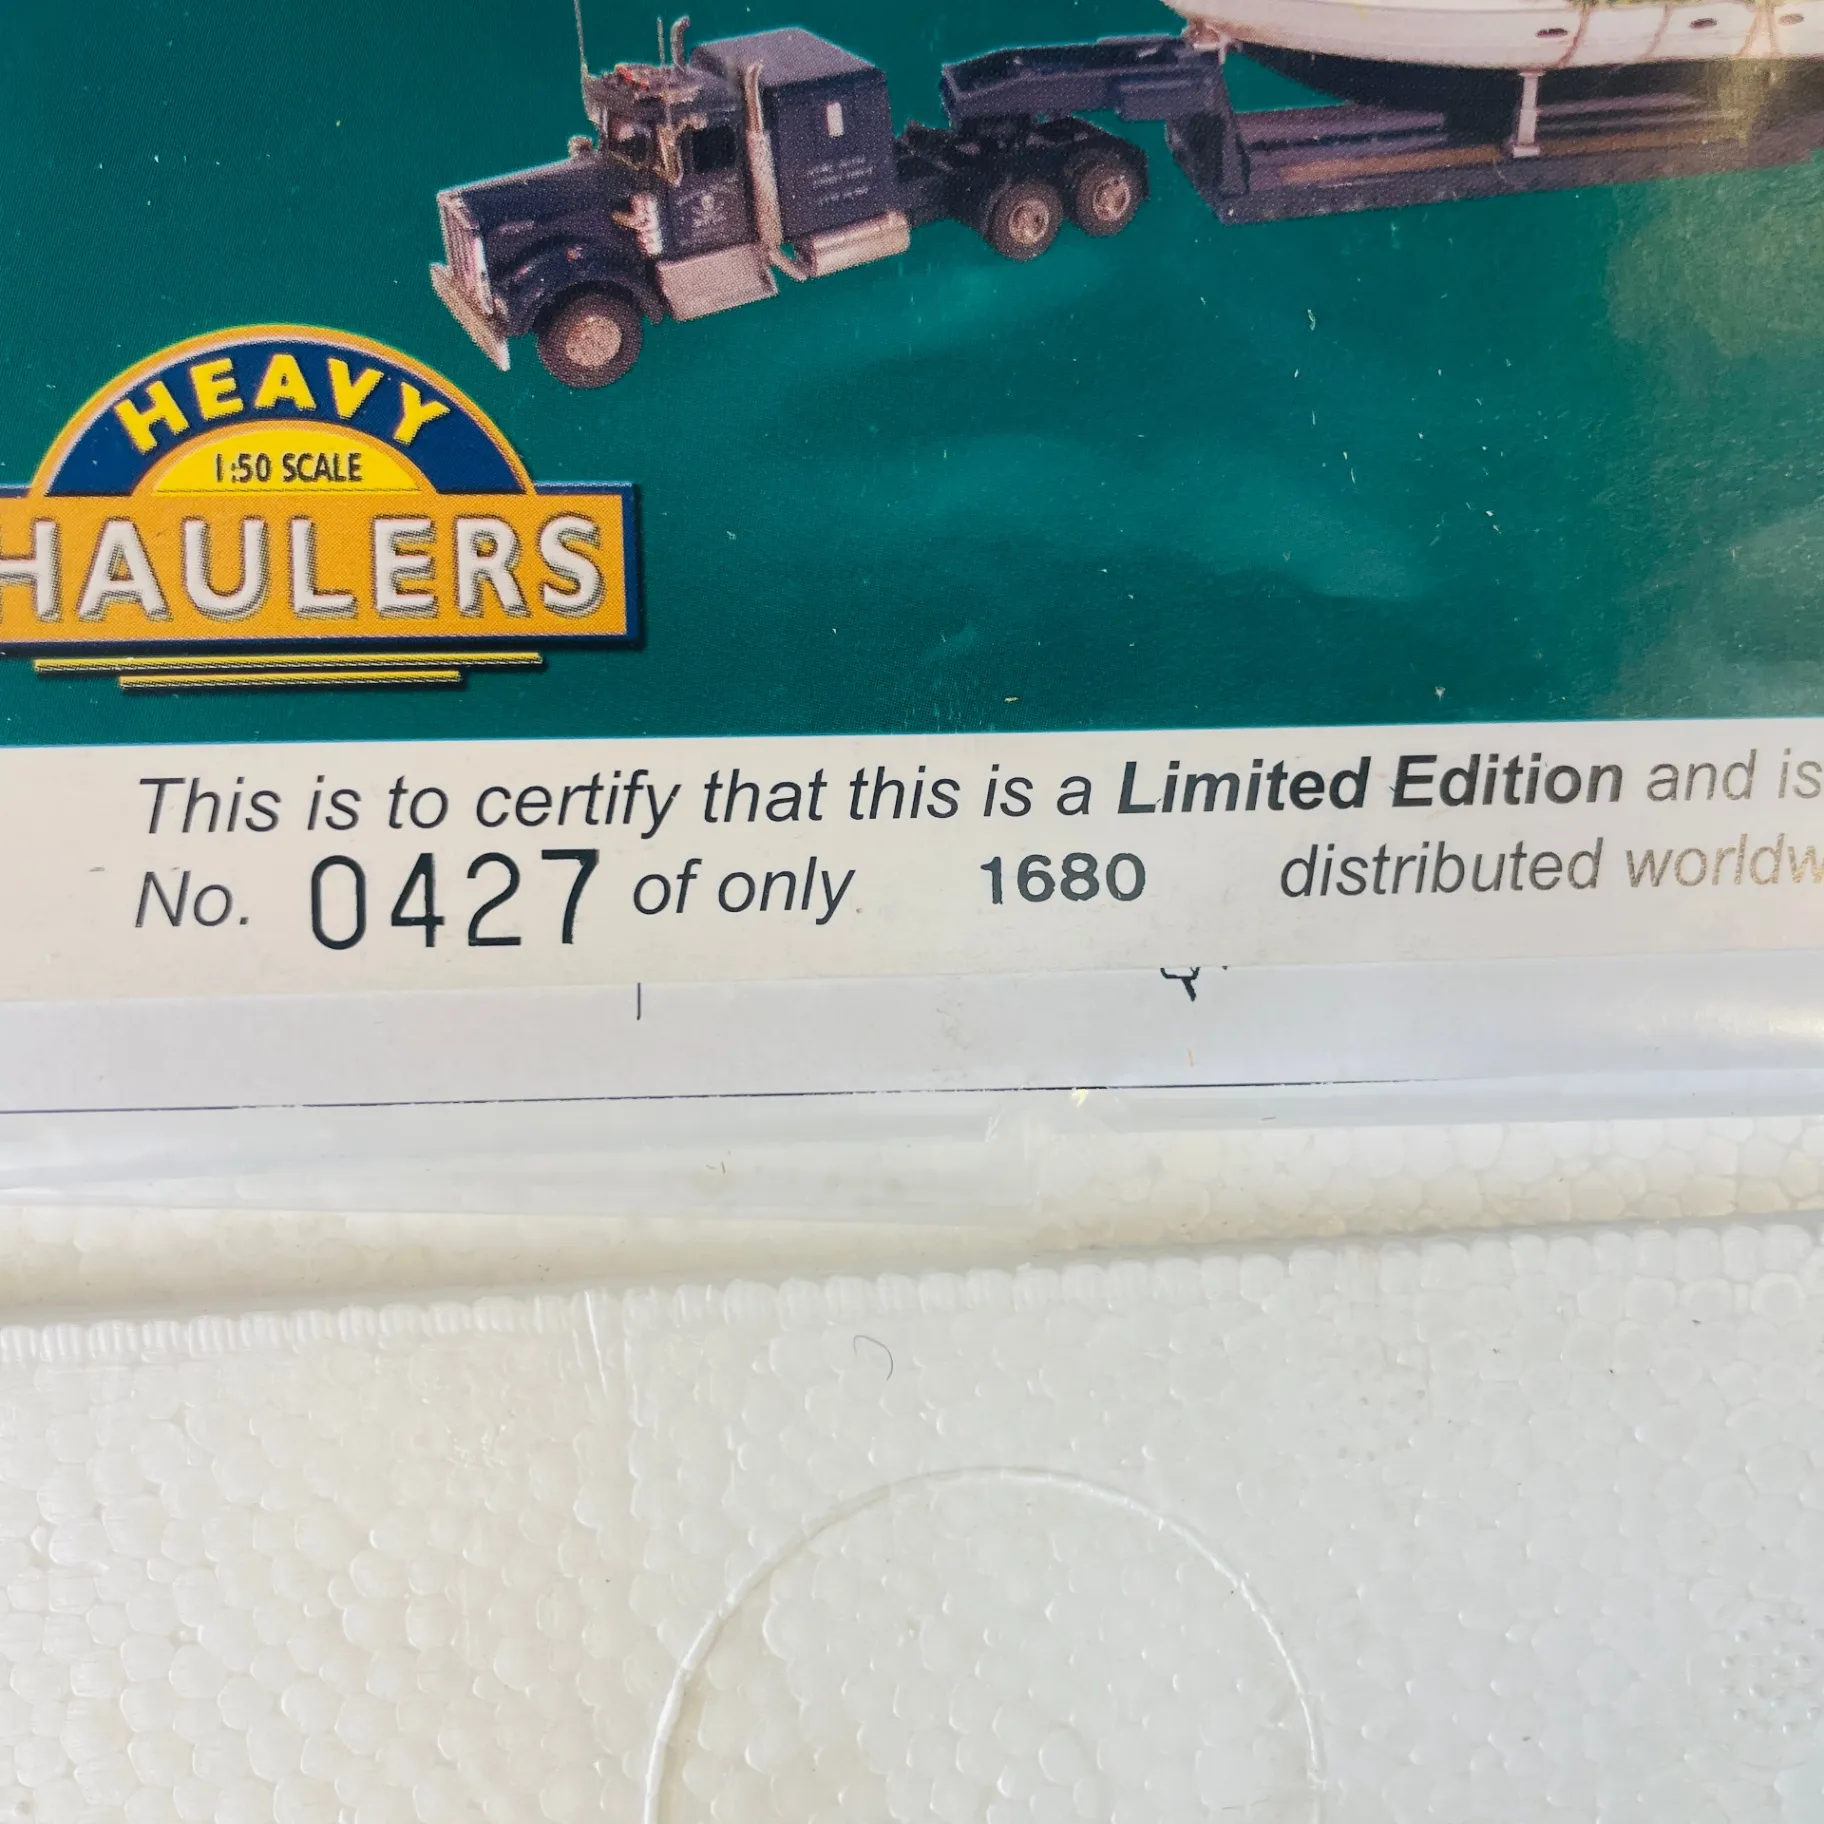 HEAVY
1:50 SCALE
HAULERS
This is to certify that this is a Limited Edition and is
No. 0427 of only 1680 distributed worldw